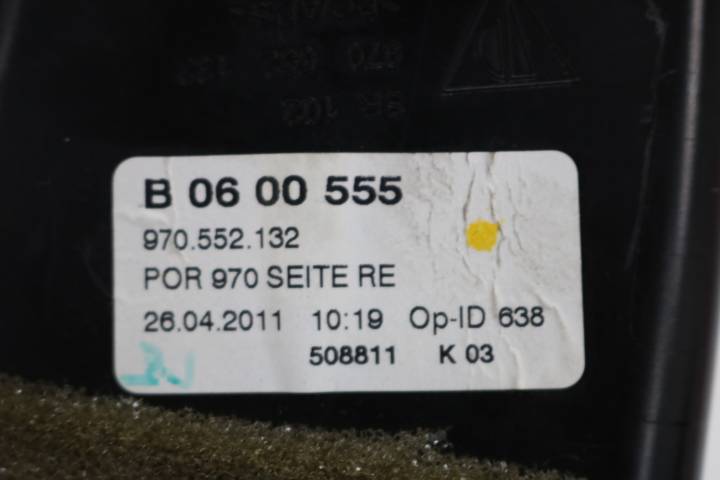 B 06 00 555
970.552.132
POR 970 SEITE RE
26.04.2011 10:19 Op-ID 638
508811 K 03